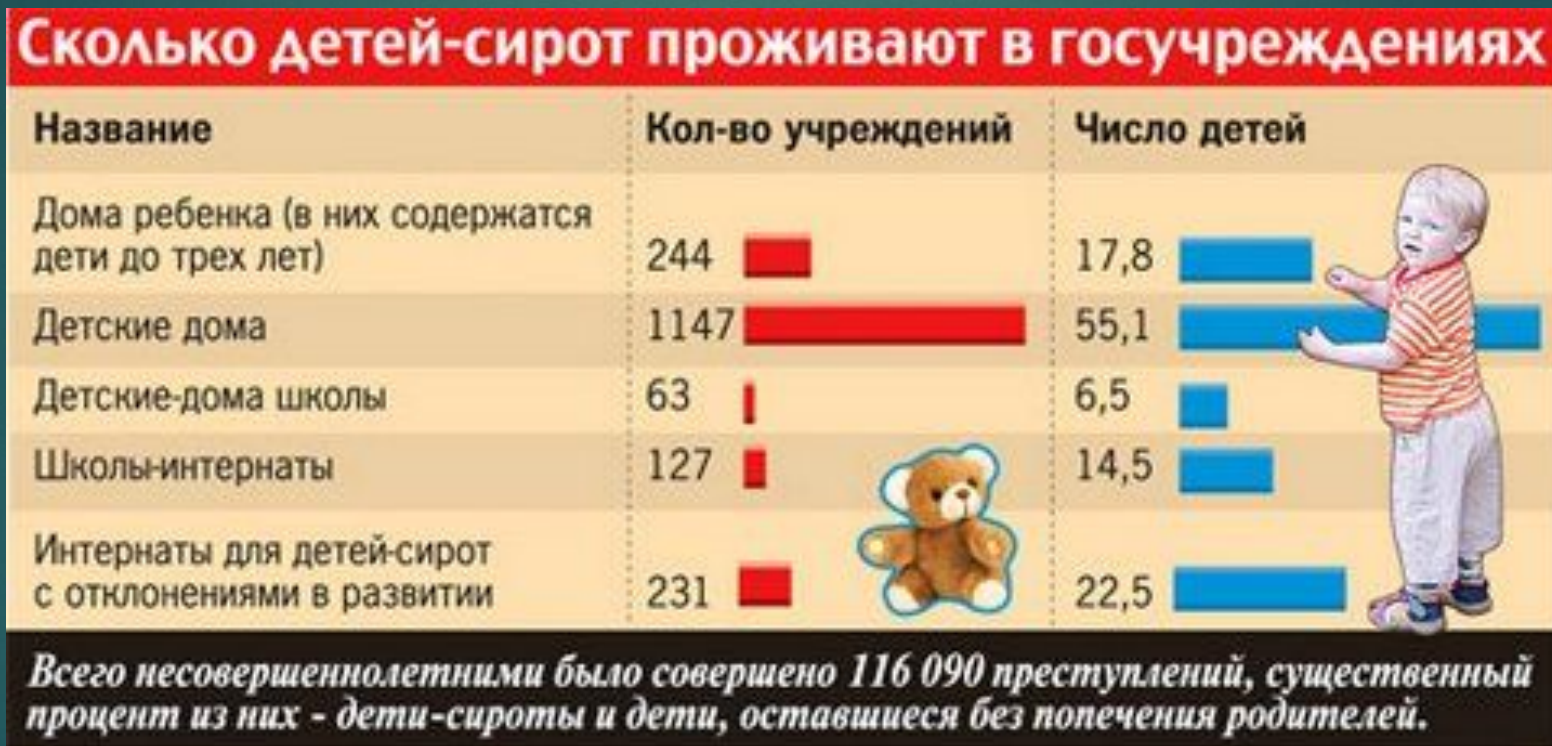 Сколько детей-сирот проживают в госучреждениях
Название Кол-во учреждений Число детей
Дома ребенка (в них содержатся
дети до трех лет) 244 17,8
Детские дома 1147 55,1
Детские-дома школы 63 6,5
Школы-интернаты 127 14,5
Интернаты для детей-сирот
с отклонениями в развитии 231 22,5
Всего несовершеннолетними было совершено 116 090 преступлений, существенный
процент из них - дети-сироты и дети, оставшиеся без попечения родителей.